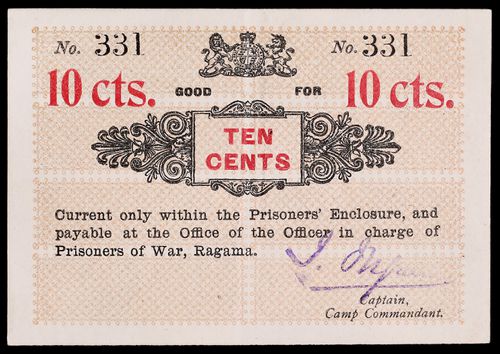 No. 331 No. 331
10 cts. GOOD FOR 10 cts.
TEN
CENTS
Current only within the Prisoners' Enclosure, and
payable at the Office of the Officer in charge of
Prisoners of War, Ragama.
Captain,
Camp Commandant.